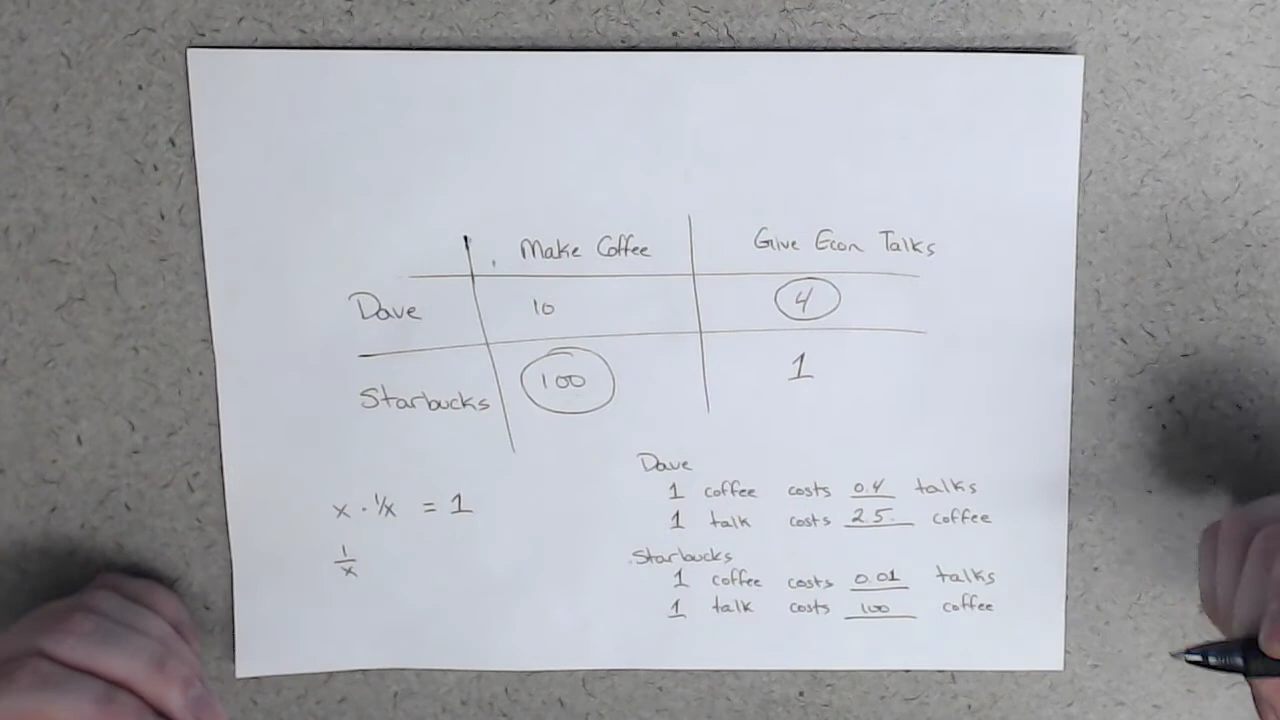 Make Coffee Give Econ Talks
Dave 10 4
Starbucks 100 1
Dave
1 coffee costs 0.4 talks
1 talk costs 2.5 coffee
Starbucks
1 coffee costs 0.01 talks
1 talk costs 100 coffee
x · 1/x = 1
1/x